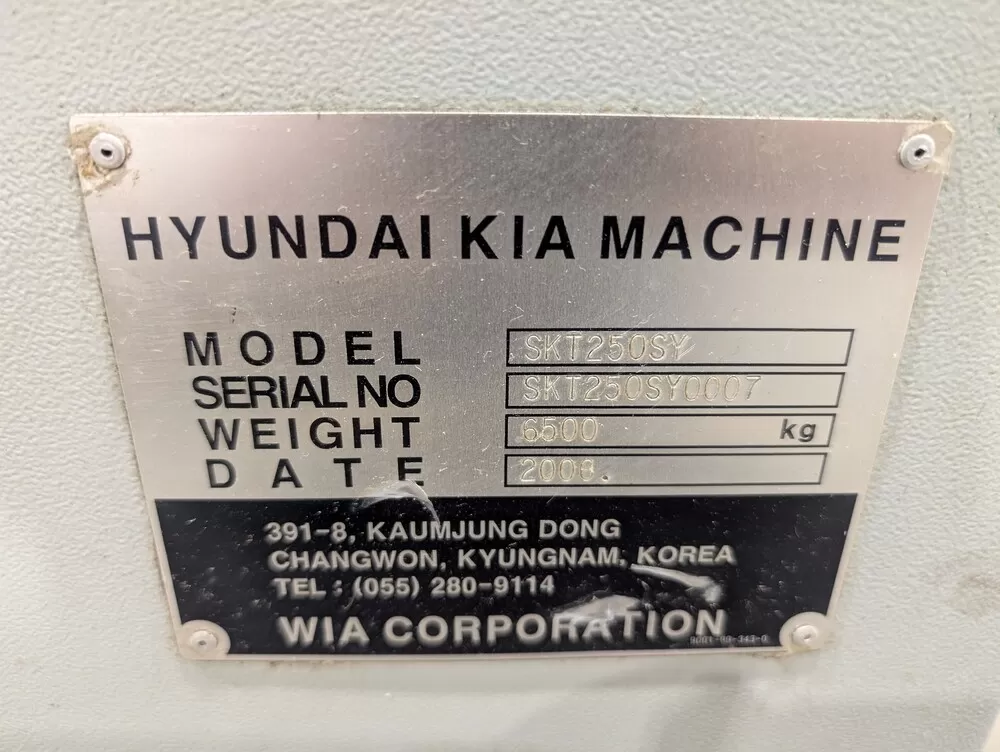 HYUNDAI KIA MACHINE
MODEL SKT250SY
SERIAL NO SKT250SY0007
WEIGHT 6500 kg
DATE
391-8, KAUMJUNG DONG
CHANGWON, KYUNGNAM, KOREA
TEL : (055) 280-9114
WIA CORPORATION